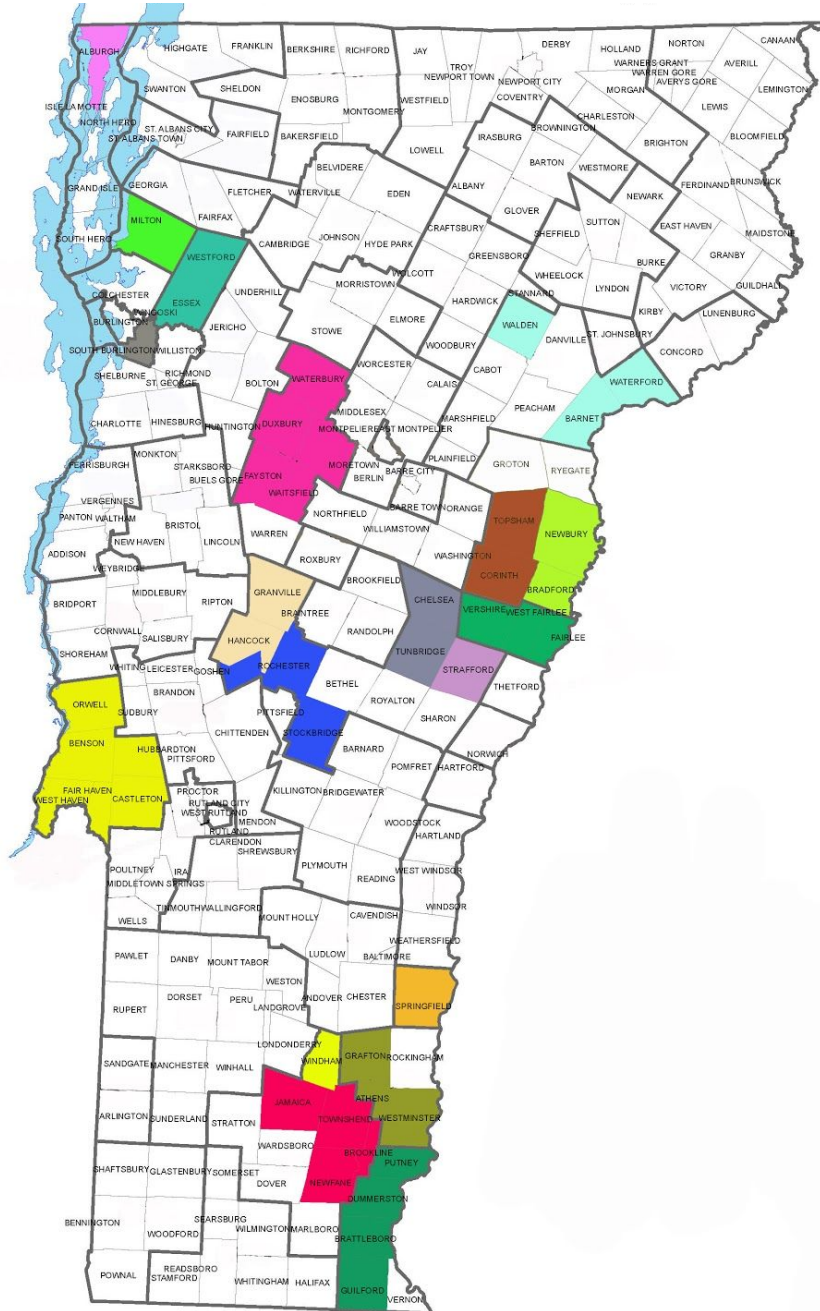 ALBURGH
HIGHGATE
FRANKLIN
BERKSHIRE
RICHFORD
JAY
TROY
NEWPORT TOWN
DERBY
NEWPORT CITY
HOLLAND
NORTON
CANAAN
WARNERS GRANT
WARREN GORE
AVERYS GORE
AVERILL
LEMINGTON
SWANTON
SHELDON
ENOSBURG
MONTGOMERY
WESTFIELD
COVENTRY
MORGAN
LEWIS
ISLE LA MOTTE
NORTH HERO
ST. ALBANS CITY
ST. ALBANS TOWN
FAIRFIELD
BAKERSFIELD
LOWELL
IRASBURG
BROWNINGTON
CHARLESTON
BRIGHTON
BLOOMFIELD
GRAND ISLE
GEORGIA
FLETCHER
WATERVILLE
BELVIDERE
EDEN
ALBANY
BARTON
WESTMORE
NEWARK
FERDINAND
BRUNSWICK
MILTON
FAIRFAX
SOUTH HERO
CAMBRIDGE
JOHNSON
HYDE PARK
CRAFTSBURY
GLOVER
SHEFFIELD
SUTTON
EAST HAVEN
MAIDSTONE
WESTFORD
GREENSBORO
BURKE
GRANBY
ESSEX
UNDERHILL
MORRISTOWN
WOLCOTT
HARDWICK
STANNARD
WHEELOCK
LYNDON
VICTORY
GUILDHALL
COLCHESTER
BURLINGTON
JERICHO
STOWE
ELMORE
WOODBURY
WALDEN
DANVILLE
ST. JOHNSBURY
KIRBY
LUNENBURG
CONCORD
SOUTH BURLINGTON
WILLISTON
SHELBURNE
RICHMOND
ST. GEORGE
BOLTON
WATERBURY
WORCESTER
CALAIS
CABOT
PEACHAM
WATERFORD
BARNET
CHARLOTTE
HINESBURG
HUNTINGTON
DUXBURY
MIDDLESEX
MONTPELIER
EAST MONTPELIER
MARSHFIELD
PLAINFIELD
GROTON
RYEGATE
FERRISBURGH
MONKTON
STARKSBORO
BUELS GORE
FAYSTON
MORETOWN
BERLIN
BARRE CITY
VERGENNES
PANTON
WALTHAM
BRISTOL
WAITSFIELD
NORTHFIELD
BARRE TOWN
ORANGE
TOPSHAM
NEWBURY
ADDISON
NEW HAVEN
LINCOLN
WARREN
ROXBURY
WILLIAMSTOWN
WASHINGTON
CORINTH
BRADFORD
WEYBRIDGE
BRIDPORT
MIDDLEBURY
RIPTON
GRANVILLE
BRAINTREE
BROOKFIELD
CHELSEA
VERSHIRE
WEST FAIRLEE
FAIRLEE
CORNWALL
SALISBURY
HANCOCK
RANDOLPH
TUNBRIDGE
STRAFFORD
THETFORD
SHOREHAM
WHITING
LEICESTER
GOSHEN
ROCHESTER
BETHEL
ROYALTON
SHARON
NORWICH
ORWELL
SUDBURY
BRANDON
CHITTENDEN
PITTSFIELD
STOCKBRIDGE
BARNARD
POMFRET
HARTFORD
BENSON
HUBBARDTON
PITTSFORD
WEST HAVEN
FAIR HAVEN
CASTLETON
PROCTOR
RUTLAND CITY
WEST RUTLAND
RUTLAND
MENDON
KILLINGTON
BRIDGEWATER
WOODSTOCK
HARTLAND
CLARENDON
SHREWSBURY
POULTNEY
IRA
MIDDLETOWN SPRINGS
PLYMOUTH
READING
WEST WINDSOR
WINDSOR
WELLS
TINMOUTH
WALLINGFORD
MOUNT HOLLY
LUDLOW
CAVENDISH
BALTIMORE
WEATHERSFIELD
PAWLET
DANBY
MOUNT TABOR
WESTON
ANDOVER
CHESTER
SPRINGFIELD
RUPERT
DORSET
PERU
LANDGROVE
LONDONDERRY
WINDHAM
GRAFTON
ROCKINGHAM
SANDGATE
MANCHESTER
WINHALL
JAMAICA
ATHENS
TOWNSHEND
WESTMINSTER
ARLINGTON
SUNDERLAND
STRATTON
WARDSBORO
BROOKLINE
PUTNEY
SHAFTSBURY
GLASTENBURY
SOMERSET
DOVER
NEWFANE
DUMMERSTON
BENNINGTON
WOODFORD
SEARSBURG
WILMINGTON
MARLBORO
BRATTLEBORO
POWNAL
READSBORO
STAMFORD
WHITINGHAM
HALIFAX
GUILFORD
VERNON